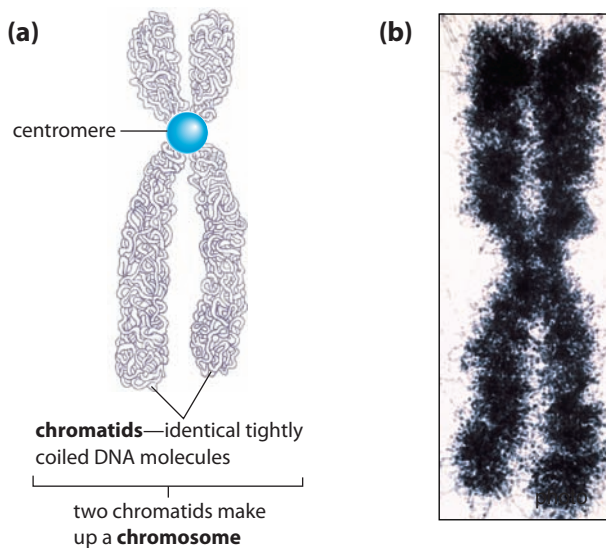 (a)
centromere
chromatids—identical tightly
coiled DNA molecules
two chromatids make
up a chromosome
(b)